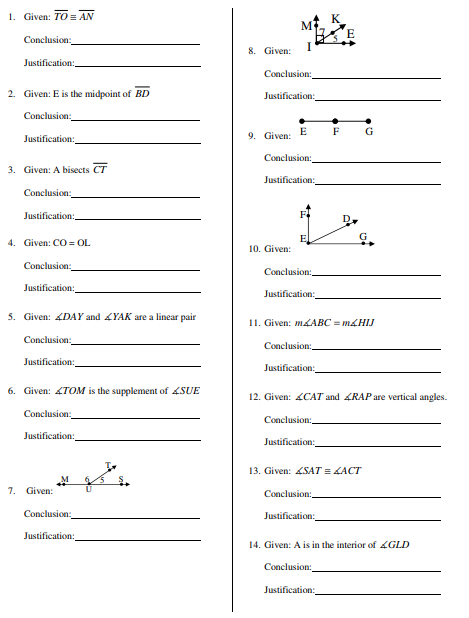 1. Given: TO ≅ AN
Conclusion:
Justification:
2. Given: E is the midpoint of BD
Conclusion:
Justification:
3. Given: A bisects CT
Conclusion:
Justification:
4. Given: CO = OL
Conclusion:
Justification:
5. Given: ∡DAY and ∡YAK are a linear pair
Conclusion:
Justification:
6. Given: ∡TOM is the supplement of ∡SUE
Conclusion:
Justification:
T
M 6 5 S
U
7. Given:
Conclusion:
Justification:
K
M 7
5 E
I
8. Given:
Conclusion:
Justification:
9. Given: E F G
Conclusion:
Justification:
F D
E G
10. Given:
Conclusion:
Justification:
11. Given: m∡ABC = m∡HIJ
Conclusion:
Justification:
12. Given: ∡CAT and ∡RAP are vertical angles.
Conclusion:
Justification:
13. Given: ∡SAT ≅ ∡ACT
Conclusion:
Justification:
14. Given: A is in the interior of ∡GLD
Conclusion:
Justification: